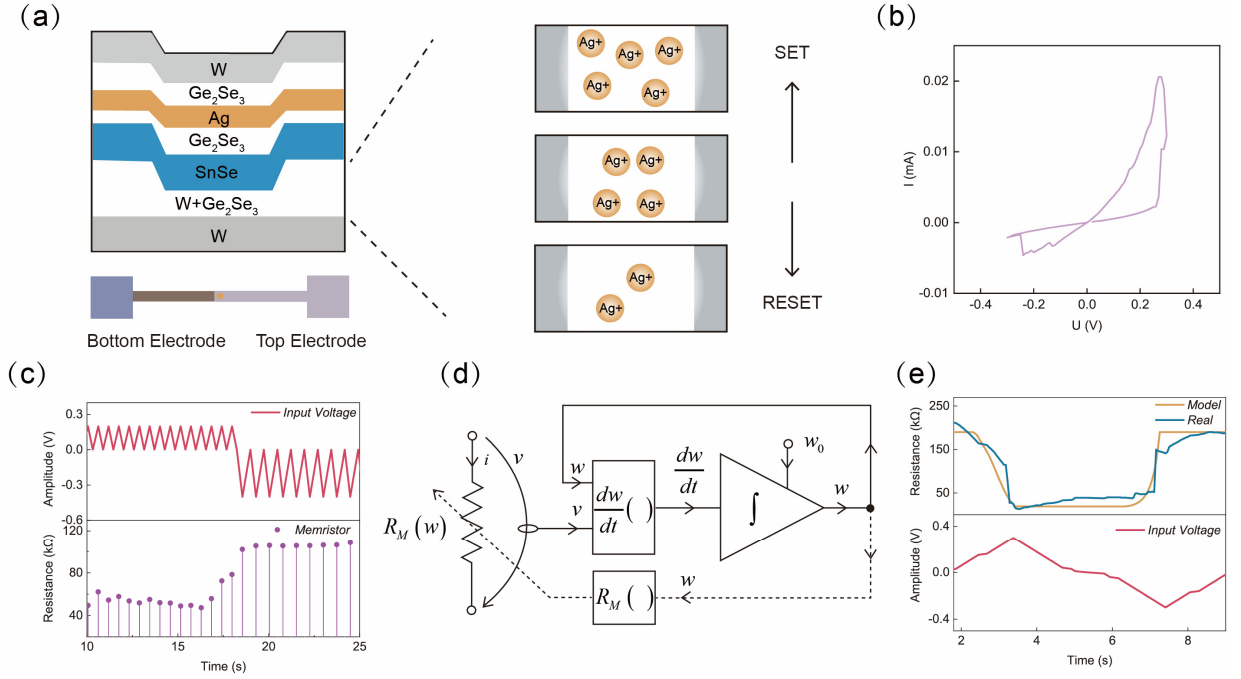 (a)
W
Ge2Se3
Ag
Ge2Se3
SnSe
W+Ge2Se3
W
Bottom Electrode Top Electrode
Ag+ Ag+ Ag+
Ag+ Ag+
Ag+ Ag+
Ag+ Ag+
Ag+
Ag+
SET
RESET
(b)
I (mA)
0.02
0.01
0.00
-0.01
-0.4 -0.2 0.0 0.2 0.4
U (V)
(c)
Input Voltage
Amplitude (V)
0.3
0.0
-0.3
-0.6
Memristor
Resistance (kΩ)
120
80
40
10 15 20 25
Time (s)
(d)
i
v
R_M(w)
w
v
dw/dt ( )
dw/dt
∫
w0
w
R_M ( )
w
(e)
Model
Real
Resistance (kΩ)
250
150
50
Input Voltage
Amplitude (V)
0.4
0.0
-0.4
2 4 6 8
Time (s)